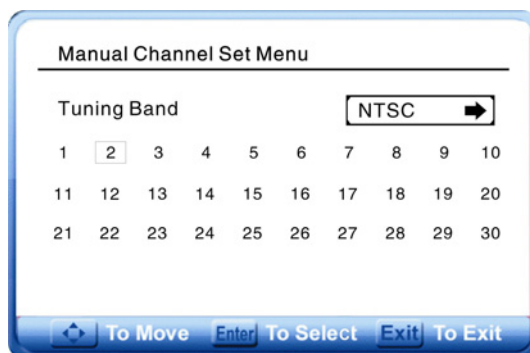 Manual Channel Set Menu
Tuning Band NTSC
1 2 3 4 5 6 7 8 9 10
11 12 13 14 15 16 17 18 19 20
21 22 23 24 25 26 27 28 29 30
To Move Enter To Select Exit To Exit